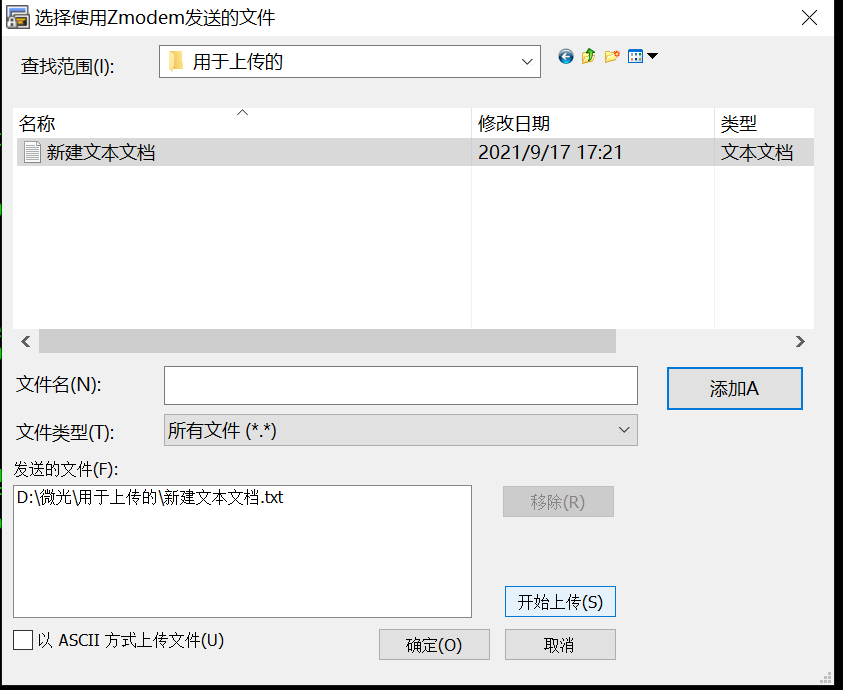 选择使用Zmodem发送的文件
查找范围(I): 用于上传的
名称 修改日期 类型
新建文本文档 2021/9/17 17:21 文本文档
文件名(N): 添加A
文件类型(T): 所有文件 (*.*)
发送的文件(F):
D:\微光\用于上传的\新建文本文档.txt
移除(R)
开始上传(S)
以 ASCII 方式上传文件(U) 确定(O) 取消